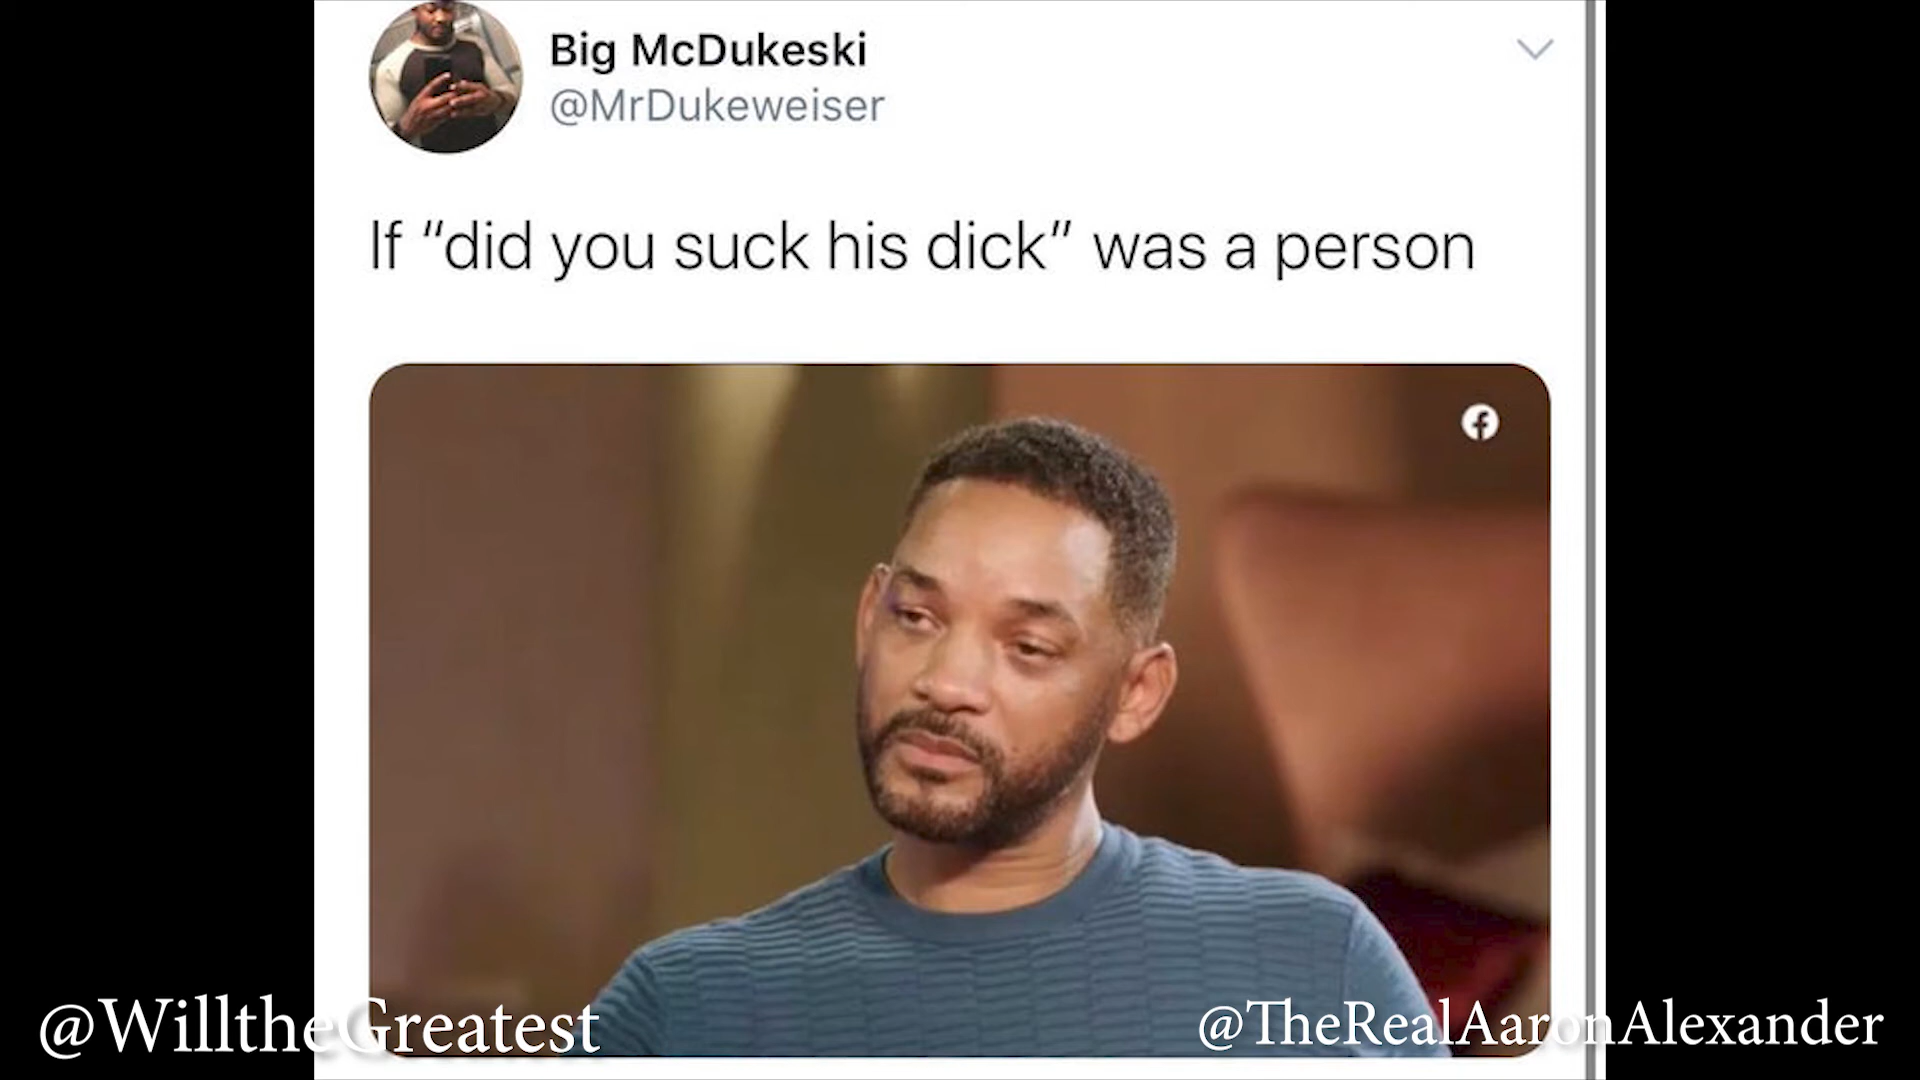 Big McDukeski
@MrDukeweiser
If “did you suck his dick” was a person
@WilltheGreatest
@TheRealAaronAlexander